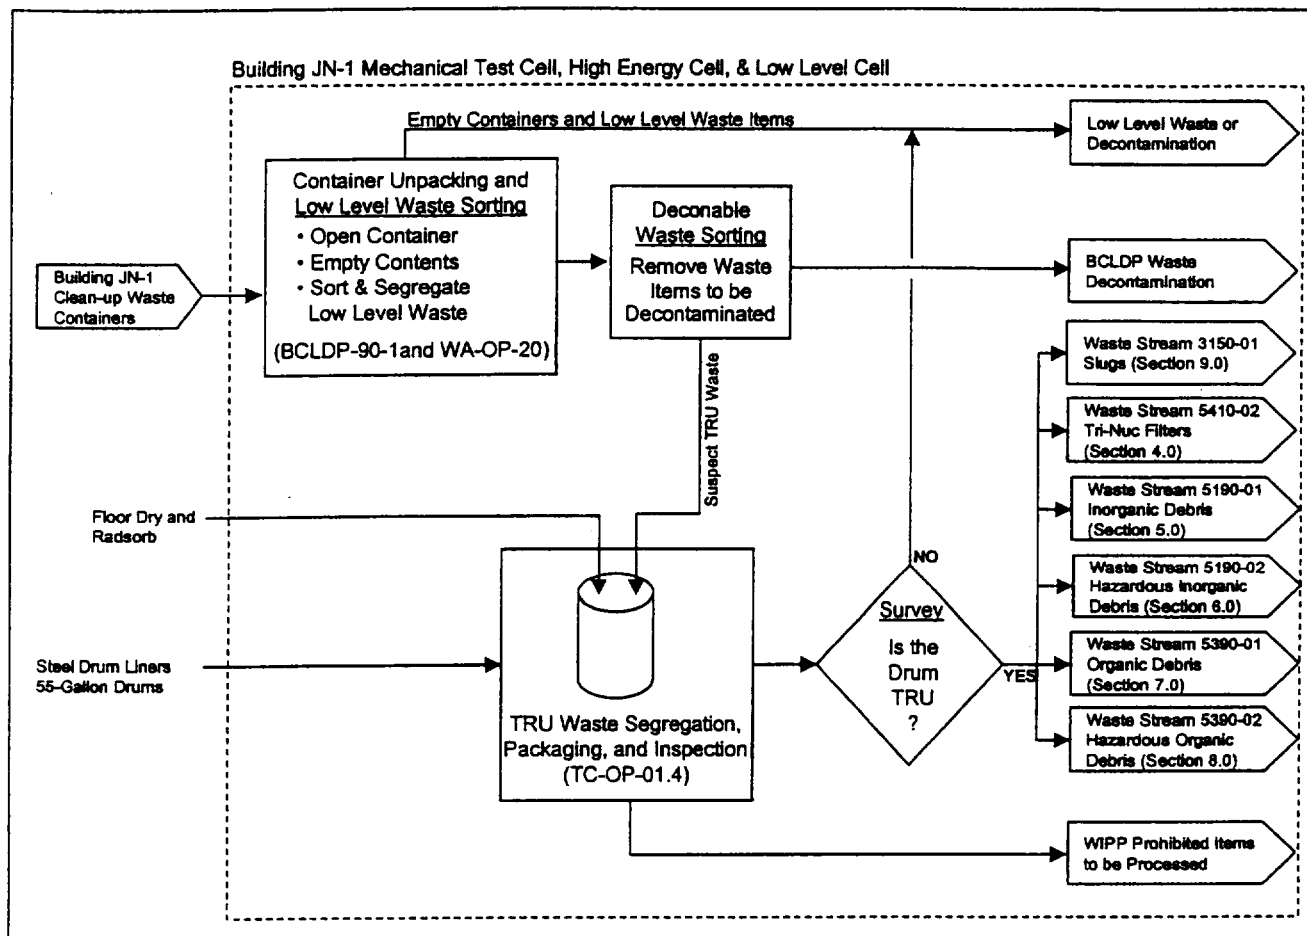 Building JN-1 Mechanical Test Cell, High Energy Cell, & Low Level Cell
Empty Containers and Low Level Waste Items
Low Level Waste or
Decontamination
Container Unpacking and
Low Level Waste Sorting
• Open Container
• Empty Contents
• Sort & Segregate
Low Level Waste
(BCLDP-90-1and WA-OP-20)
Deconable
Waste Sorting
Remove Waste
Items to be
Decontaminated
BCLDP Waste
Decontamination
Building JN-1
Clean-up Waste
Containers
Suspect TRU Waste
Waste Stream 3150-01
Slugs (Section 9.0)
Waste Stream 5410-02
Tri-Nuc Filters
(Section 4.0)
Waste Stream 5190-01
Inorganic Debris
(Section 5.0)
Waste Stream 5190-02
Hazardous Inorganic
Debris (Section 6.0)
Waste Stream 5390-01
Organic Debris
(Section 7.0)
Waste Stream 5390-02
Hazardous Organic
Debris (Section 8.0)
Floor Dry and
Radsorb
Steel Drum Liners
55-Gallon Drums
TRU Waste Segregation,
Packaging, and Inspection
(TC-OP-01.4)
NO
Survey
Is the
Drum
TRU
?
YES
WIPP Prohibited Items
to be Processed